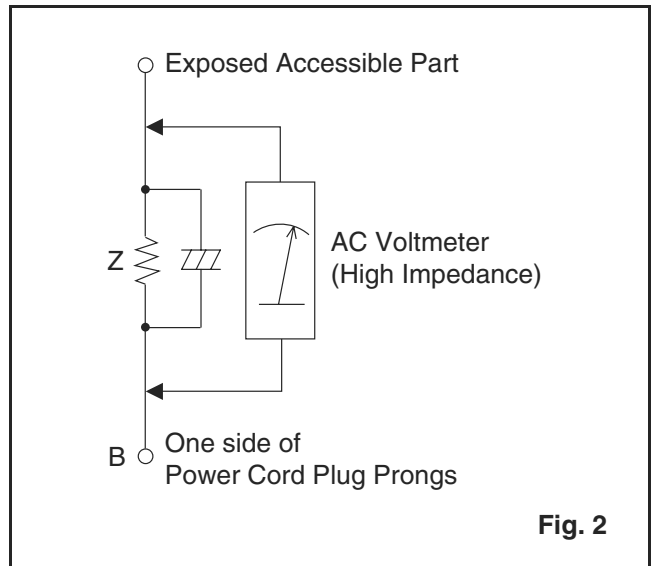 Exposed Accessible Part
Z
AC Voltmeter
(High Impedance)
B
One side of
Power Cord Plug Prongs
Fig. 2